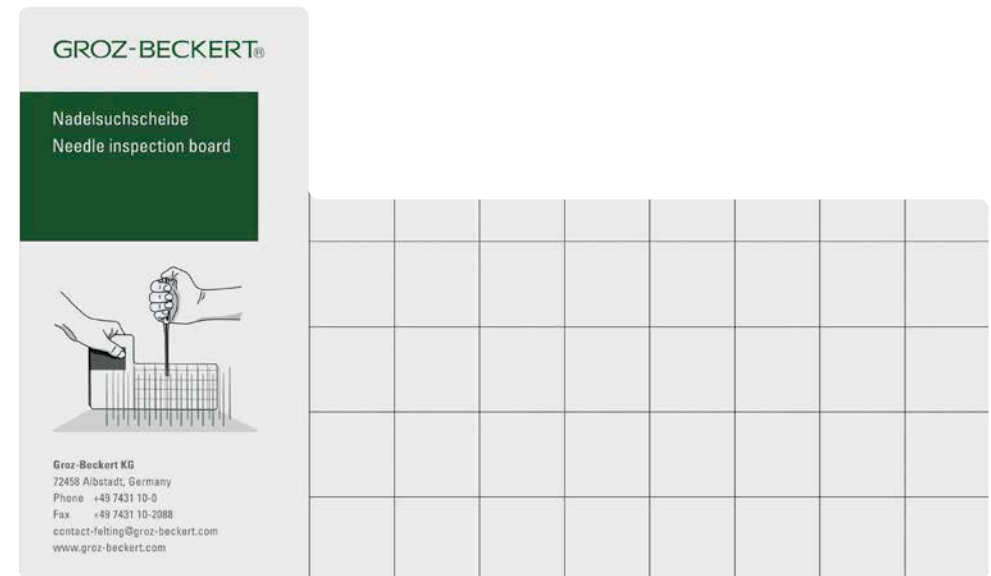 GROZ-BECKERT®
Nadelsuchscheibe
Needle inspection board
Groz-Beckert KG
72458 Albstadt, Germany
Phone +49 7431 10-0
Fax +49 7431 10-2088
contact-felting@groz-beckert.com
www.groz-beckert.com